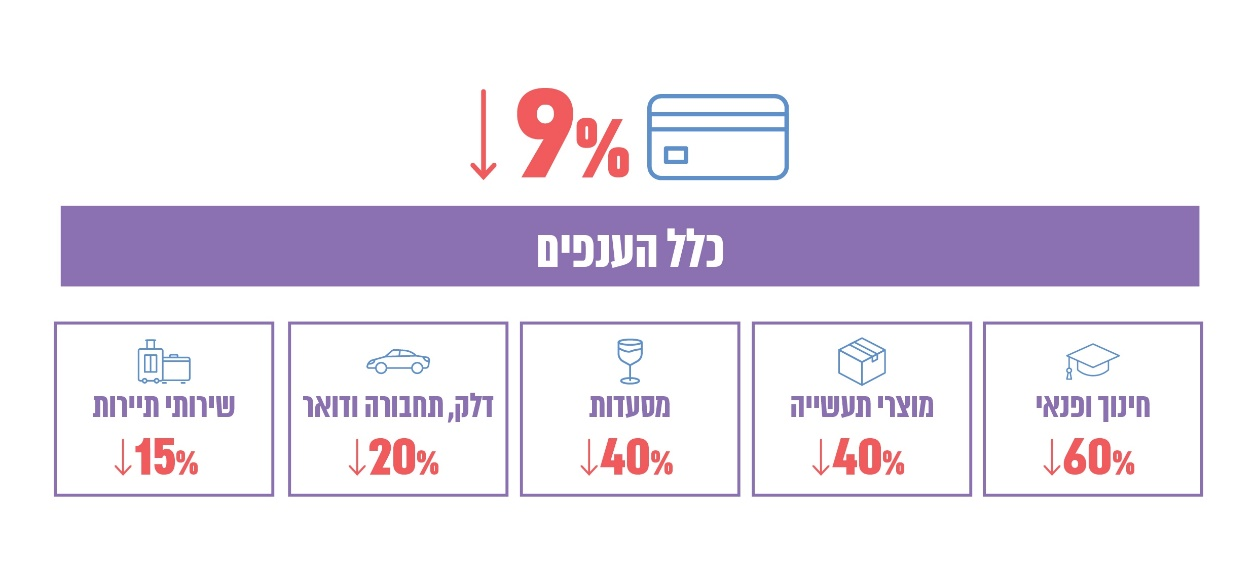 ↓9%
כלל הענפים
חינוך ופנאי
↓60%
מוצרי תעשייה
↓40%
מסעדות
↓40%
דלק, תחבורה ודואר
↓20%
שירותי תיירות
↓15%